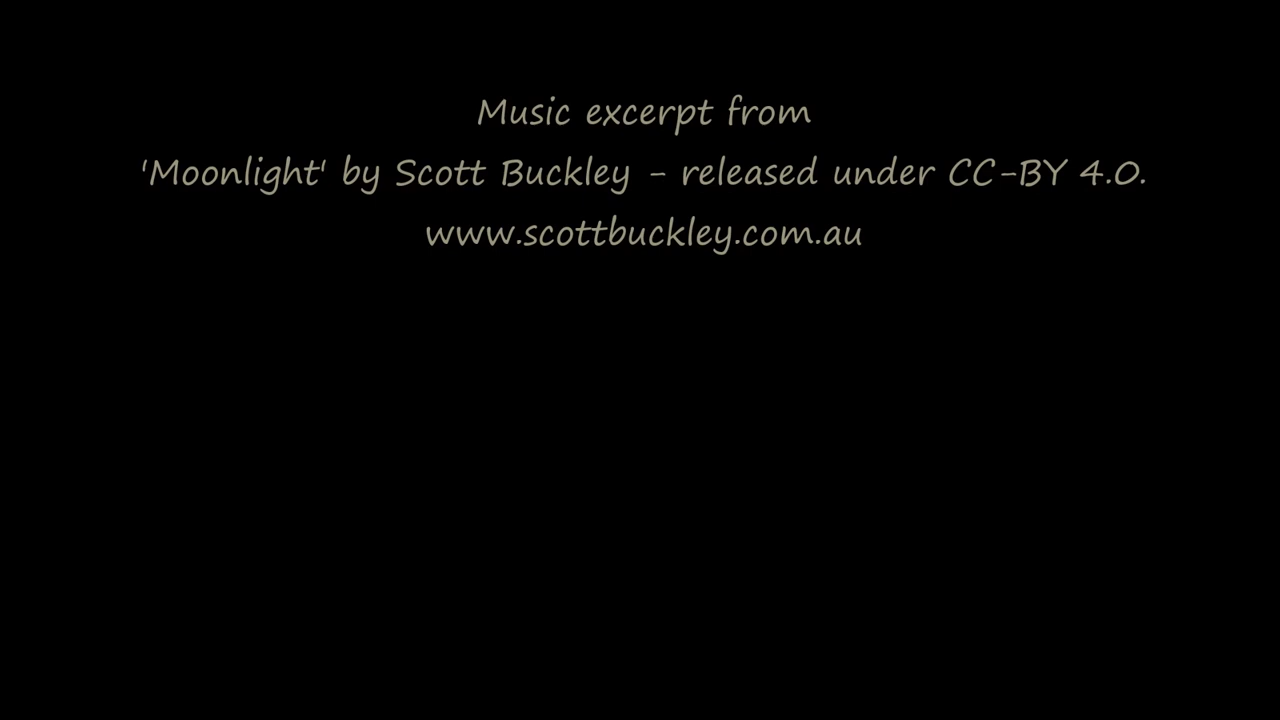 Music excerpt from
'Moonlight' by Scott Buckley - released under CC-BY 4.0.
www.scottbuckley.com.au